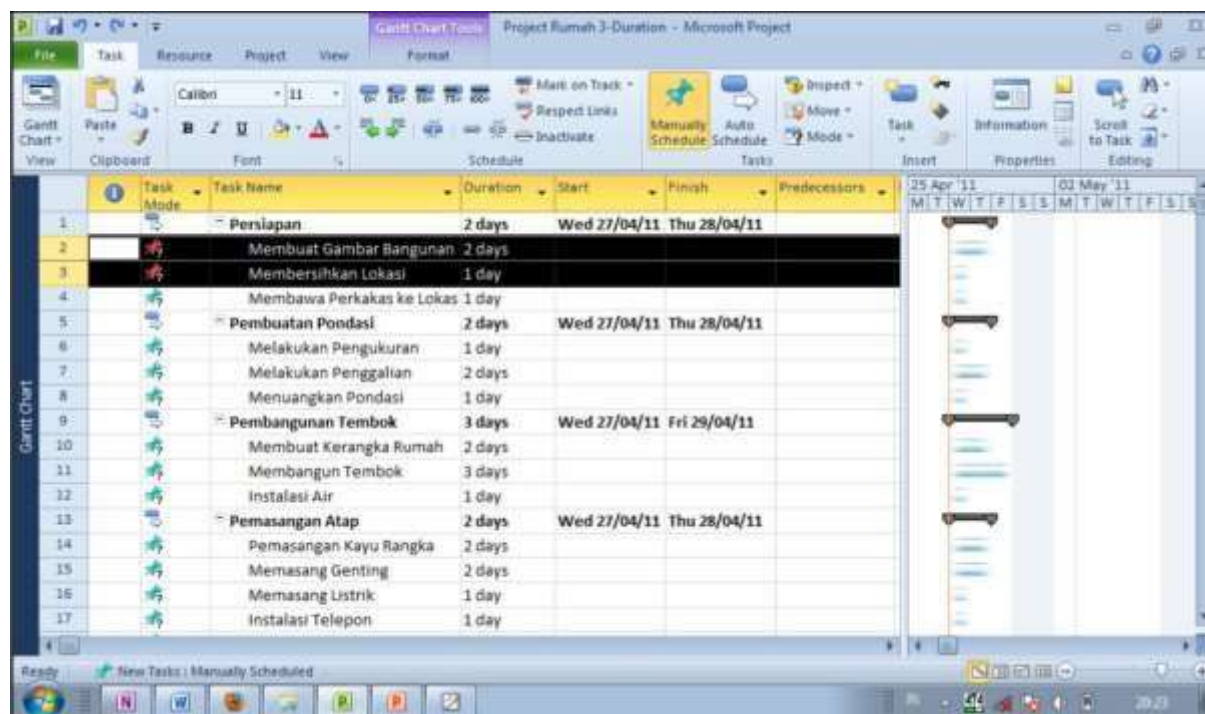 Gantt Chart Tools Project Rumah 3-Duration - Microsoft Project
File Task Resource Project View Format
Calibri 11
Mark on Track
Respect Links
Inactivate
Gantt Chart
Paste
B I U A
Manually Schedule
Auto Schedule
Inspect
Move
Mode
Task
Information
Scroll to Task
View Clipboard Font Schedule Tasks Insert Properties Editing
Task Mode Task Name Duration Start Finish Predecessors 25 Apr '11 02 May '11
M T W T F S S M T W T F S S
1 Persiapan 2 days Wed 27/04/11 Thu 28/04/11
2 Membuat Gambar Bangunan 2 days
3 Membersihkan Lokasi 1 day
4 Membawa Perkakas ke Lokas 1 day
5 Pembuatan Pondasi 2 days Wed 27/04/11 Thu 28/04/11
6 Melakukan Pengukuran 1 day
7 Melakukan Penggalian 2 days
8 Menuangkan Pondasi 1 day
9 Pembangunan Tembok 3 days Wed 27/04/11 Fri 29/04/11
10 Membuat Kerangka Rumah 2 days
11 Membangun Tembok 3 days
12 Instalasi Air 1 day
13 Pemasangan Atap 2 days Wed 27/04/11 Thu 28/04/11
14 Pemasangan Kayu Rangka 2 days
15 Memasang Genting 2 days
16 Memasang Listrik 1 day
17 Instalasi Telepon 1 day
Gantt Chart
Ready New Tasks : Manually Scheduled
20:23